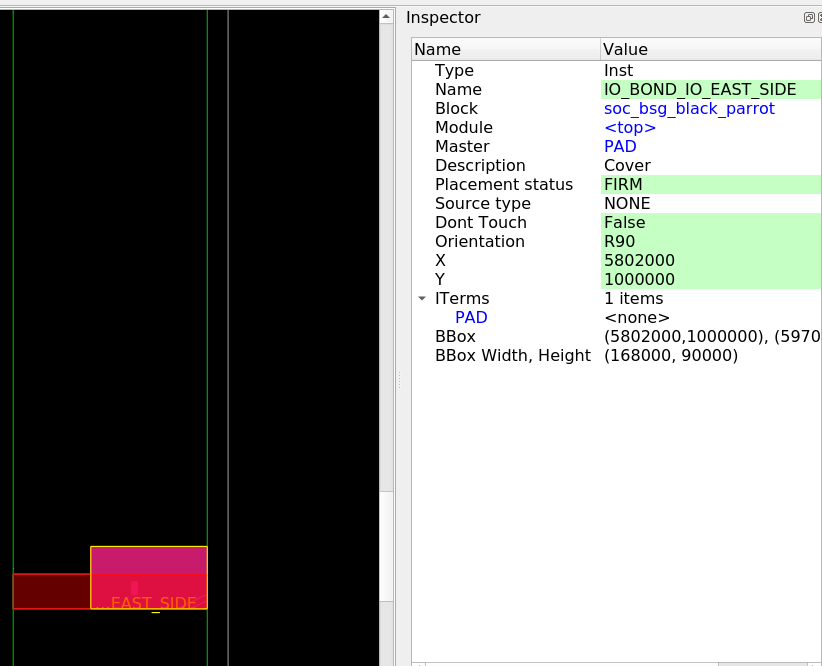 Inspector
Name Value
Type Inst
Name IO_BOND_IO_EAST_SIDE
Block soc_bsg_black_parrot
Module <top>
Master PAD
Description Cover
Placement status FIRM
Source type NONE
Dont Touch False
Orientation R90
X 5802000
Y 1000000
ITerms 1 items
PAD <none>
BBox (5802000,1000000), (5970
BBox Width, Height (168000, 90000)
...EAST_SIDE